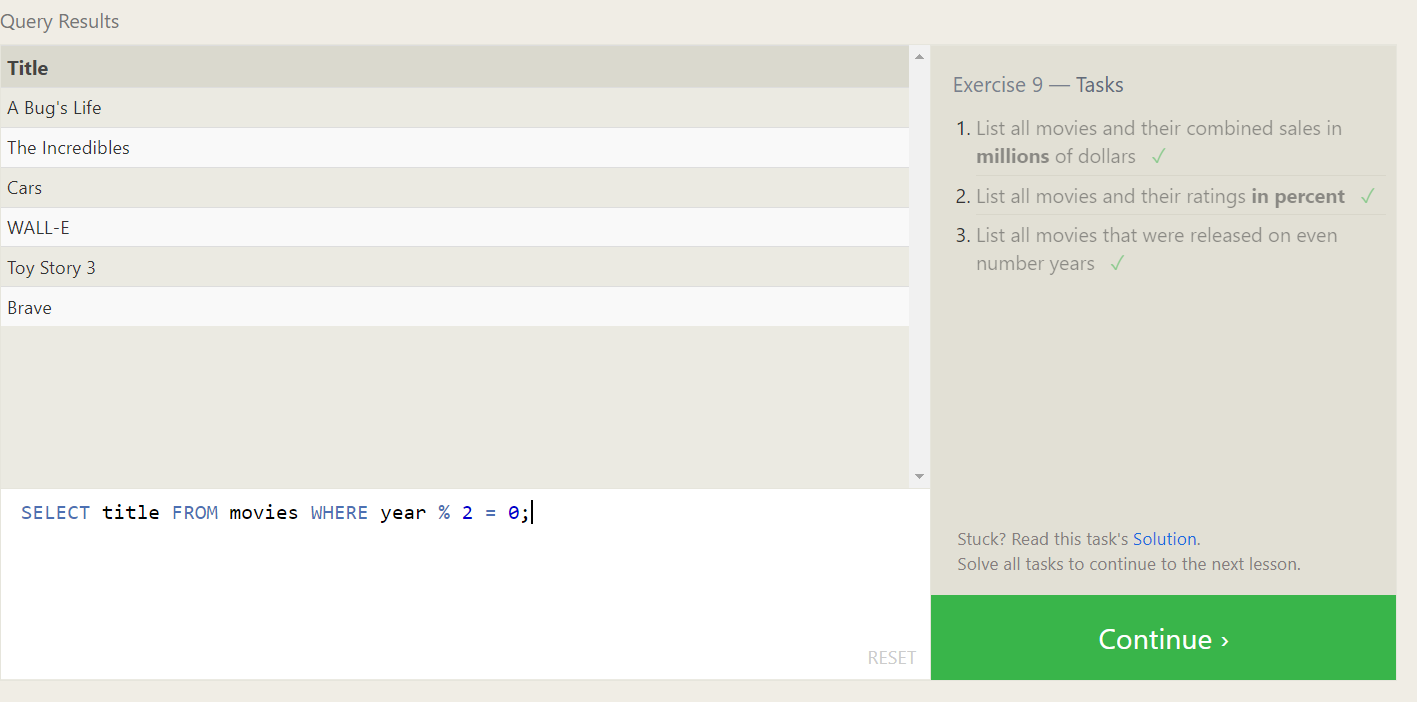 Query Results
Title
A Bug's Life
The Incredibles
Cars
WALL-E
Toy Story 3
Brave
SELECT title FROM movies WHERE year % 2 = 0;
RESET
Exercise 9 — Tasks
1. List all movies and their combined sales in
millions of dollars ✓
2. List all movies and their ratings in percent ✓
3. List all movies that were released on even
number years ✓
Stuck? Read this task's Solution.
Solve all tasks to continue to the next lesson.
Continue ›